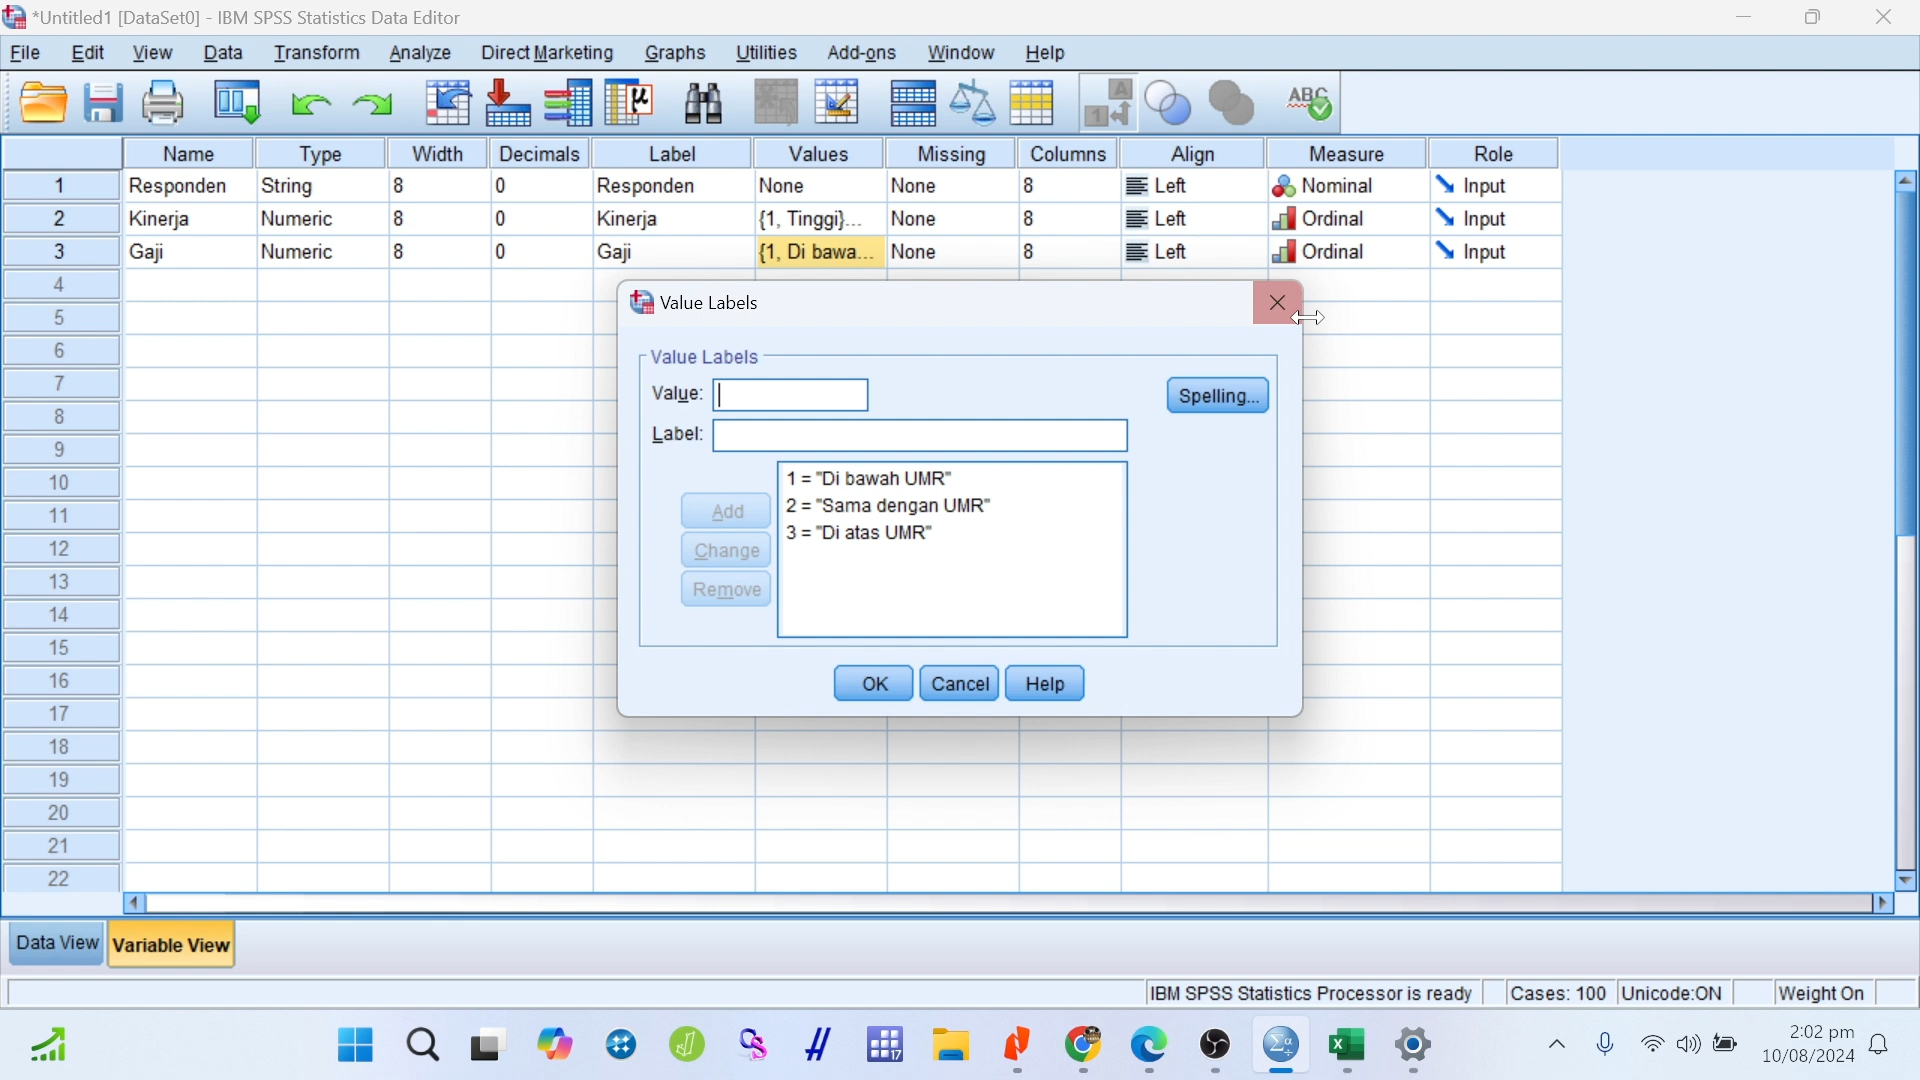 *Untitled1 [DataSet0] - IBM SPSS Statistics Data Editor
File Edit View Data Transform Analyze Direct Marketing Graphs Utilities Add-ons Window Help
Name Type Width Decimals Label Values Missing Columns Align Measure Role
1 Responden String 8 0 Responden None None 8 Left Nominal Input
2 Kinerja Numeric 8 0 Kinerja {1, Tinggi}... None 8 Left Ordinal Input
3 Gaji Numeric 8 0 Gaji {1, Di bawa... None 8 Left Ordinal Input
4
5
6
7
8
9
10
11
12
13
14
15
16
17
18
19
20
21
22
Value Labels
Value Labels
Value:
Spelling...
Label:
1 = "Di bawah UMR"
2 = "Sama dengan UMR"
3 = "Di atas UMR"
Add
Change
Remove
OK Cancel Help
Data View Variable View
IBM SPSS Statistics Processor is ready Cases: 100 Unicode:ON Weight On
2:02 pm
10/08/2024